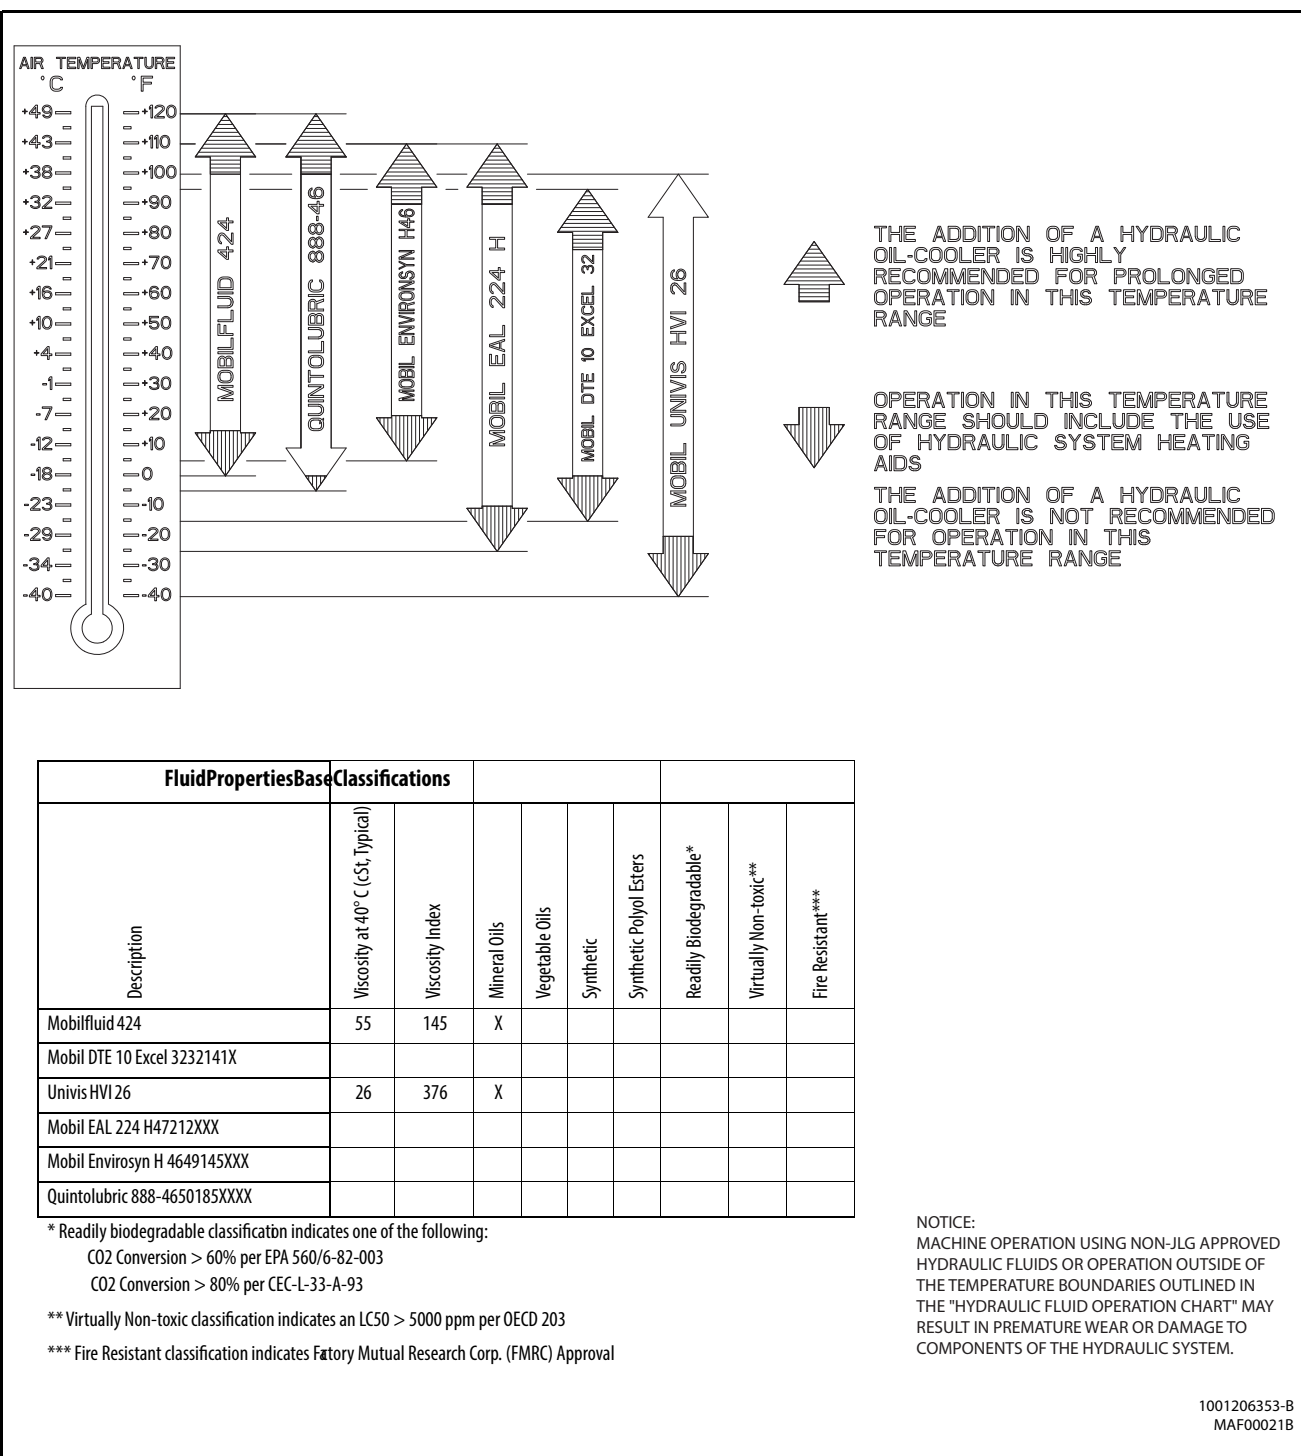 AIR TEMPERATURE
°C °F
+49 +120
+43 +110
+38 +100
+32 +90
+27 +80
+21 +70
+16 +60
+10 +50
+4 +40
-1 +30
-7 +20
-12 +10
-18 0
-23 -10
-29 -20
-34 -30
-40 -40
MOBILFLUID 424
QUINTOLUBRIC 888-46
MOBIL ENVIRONSYN H46
MOBIL EAL 224 H
MOBIL DTE 10 EXCEL 32
MOBIL UNIVIS HVI 26
THE ADDITION OF A HYDRAULIC
OIL-COOLER IS HIGHLY
RECOMMENDED FOR PROLONGED
OPERATION IN THIS TEMPERATURE
RANGE
OPERATION IN THIS TEMPERATURE
RANGE SHOULD INCLUDE THE USE
OF HYDRAULIC SYSTEM HEATING
AIDS
THE ADDITION OF A HYDRAULIC
OIL-COOLER IS NOT RECOMMENDED
FOR OPERATION IN THIS
TEMPERATURE RANGE
FluidPropertiesBaseClassifications
Description
Viscosity at 40° C (cSt, Typical)
Viscosity Index
Mineral Oils
Vegetable Oils
Synthetic
Synthetic Polyol Esters
Readily Biodegradable*
Virtually Non-toxic**
Fire Resistant***
Mobilfluid 424 55 145 X
Mobil DTE 10 Excel 3232141X
Univis HVI 26 26 376 X
Mobil EAL 224 H47212XXX
Mobil Envirosyn H 4649145XXX
Quintolubric 888-4650185XXXX
* Readily biodegradable classification indicates one of the following:
CO2 Conversion > 60% per EPA 560/6-82-003
CO2 Conversion > 80% per CEC-L-33-A-93
** Virtually Non-toxic classification indicates an LC50 > 5000 ppm per OECD 203
*** Fire Resistant classification indicates Factory Mutual Research Corp. (FMRC) Approval
NOTICE:
MACHINE OPERATION USING NON-JLG APPROVED
HYDRAULIC FLUIDS OR OPERATION OUTSIDE OF
THE TEMPERATURE BOUNDARIES OUTLINED IN
THE "HYDRAULIC FLUID OPERATION CHART" MAY
RESULT IN PREMATURE WEAR OR DAMAGE TO
COMPONENTS OF THE HYDRAULIC SYSTEM.
1001206353-B
MAF00021B